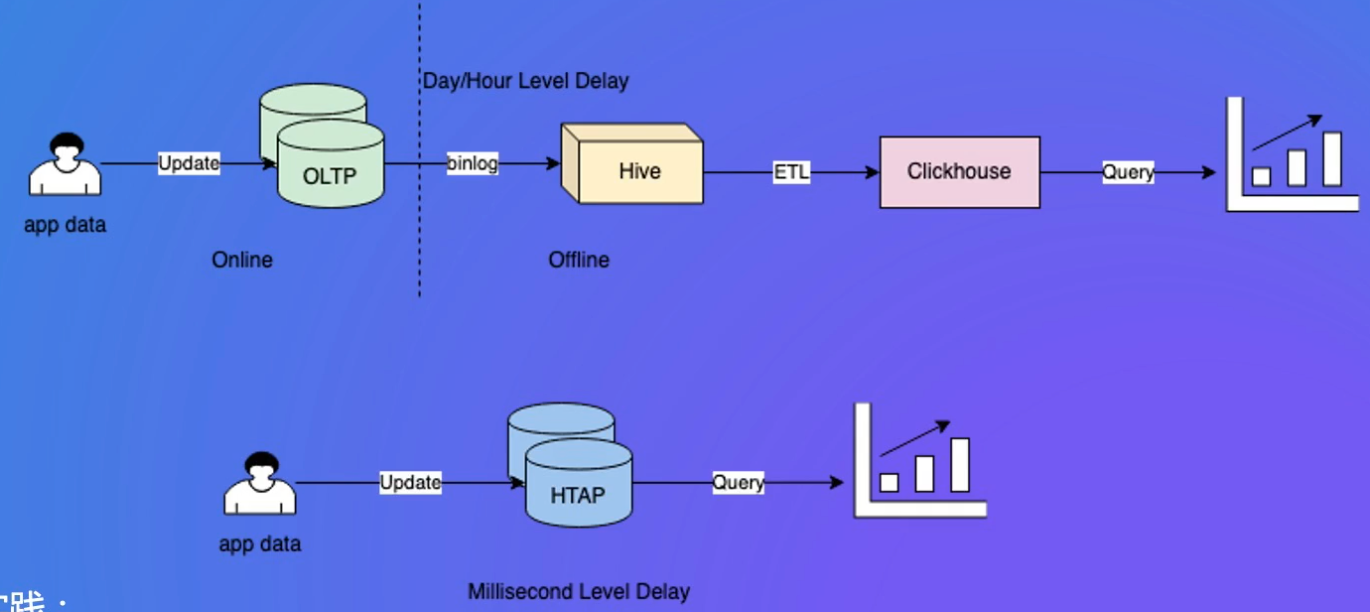 Day/Hour Level Delay
Update
OLTP
binlog
Hive
ETL
Clickhouse
Query
app data
Online
Offline
Update
HTAP
Query
app data
Millisecond Level Delay
践：